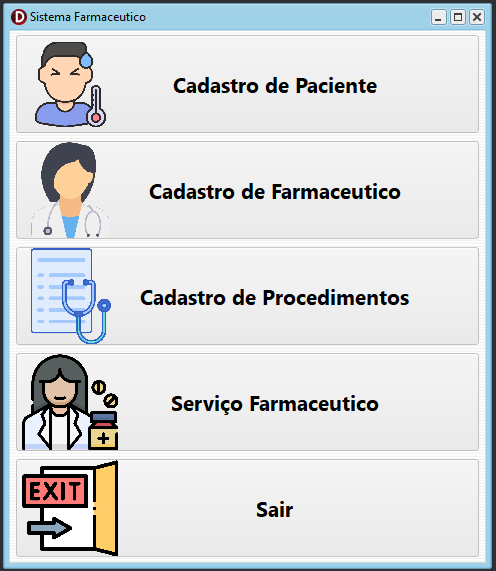 D Sistema Farmaceutico
Cadastro de Paciente
Cadastro de Farmaceutico
Cadastro de Procedimentos
Serviço Farmaceutico
EXIT
Sair